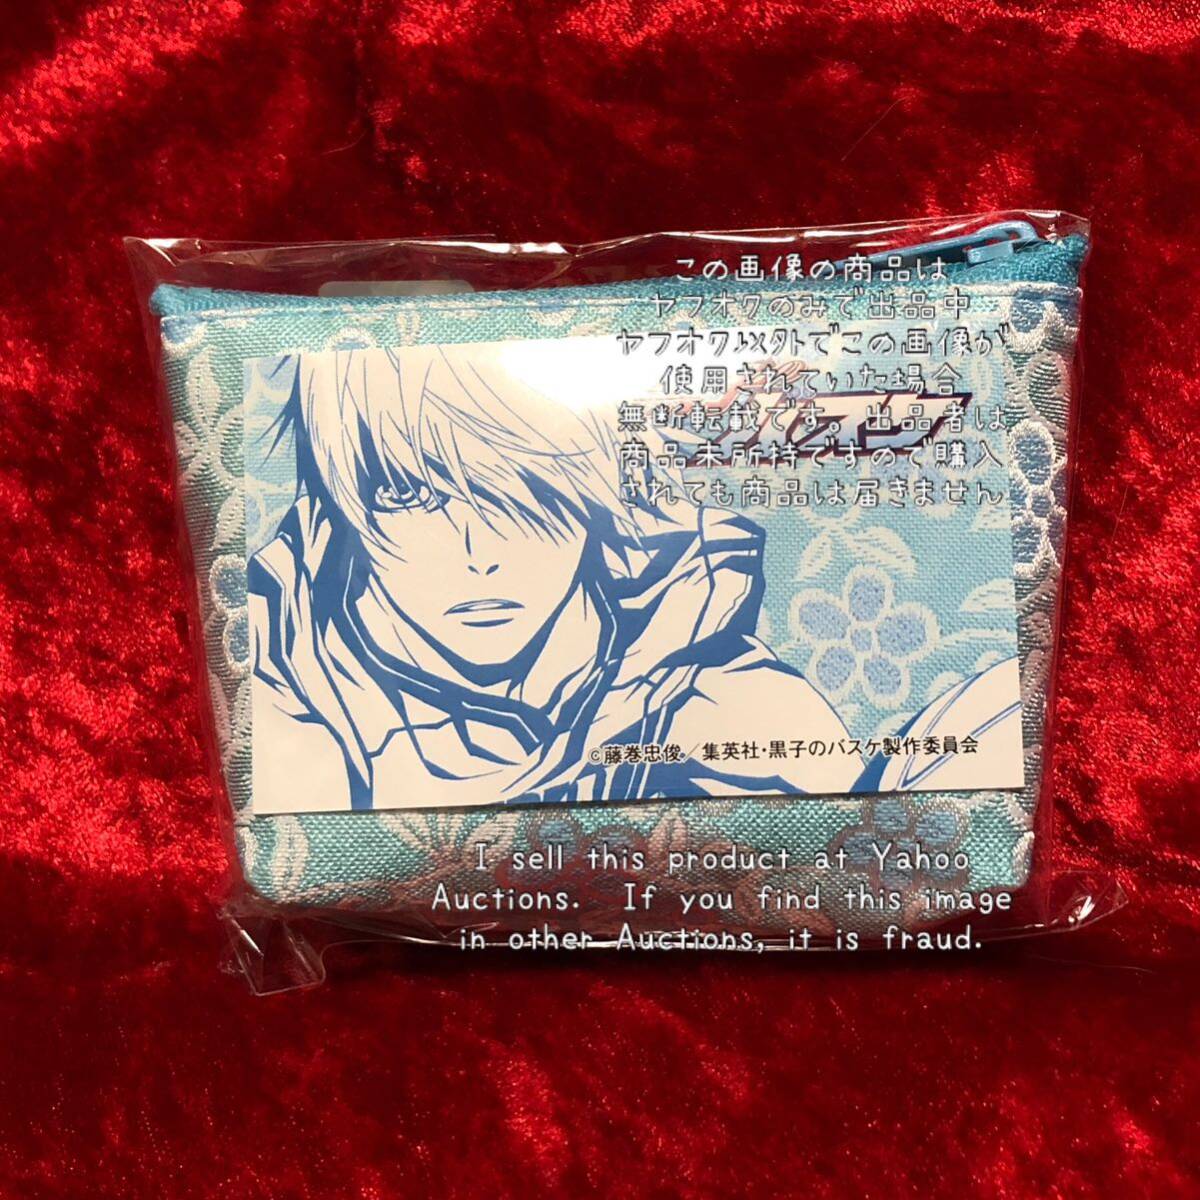 この画像の商品は
ヤフオクのみで出品中
ヤフオク以外でこの画像が
使用されていた場合
無断転載です。出品者は
商品未所持ですので購入
されても商品は届きません
©藤巻忠俊／集英社・黒子のバスケ製作委員会
I sell this product at Yahoo
Auctions. If you find this image
in other Auctions, it is fraud.